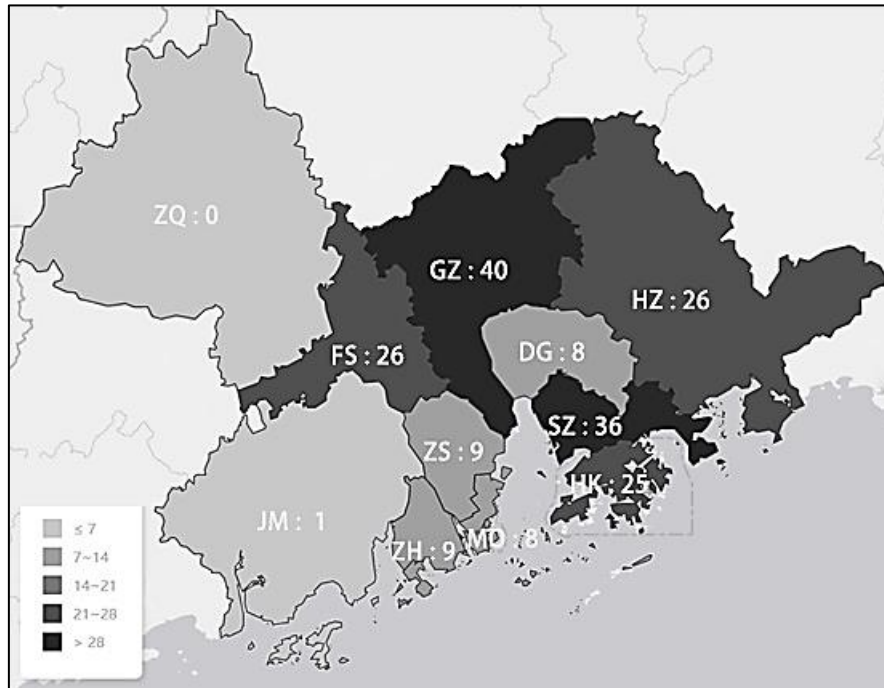 ZQ : 0
GZ : 40
HZ : 26
FS : 26
DG : 8
SZ : 36
ZS : 9
HK : 25
JM : 1
ZH : 9
MO : 8
≤ 7
7~14
14~21
21~28
> 28